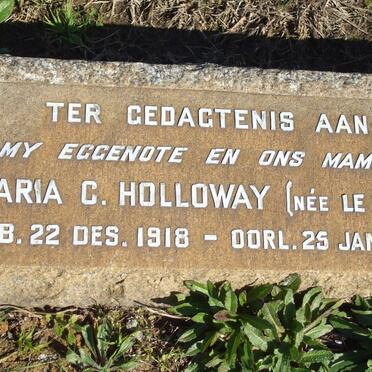 TER GEDAGTENIS AAN
MY EGGENOTE EN ONS MAM
ARIA C. HOLLOWAY (NÉE LE
B. 22 DES. 1918 - OORL. 25 JAN